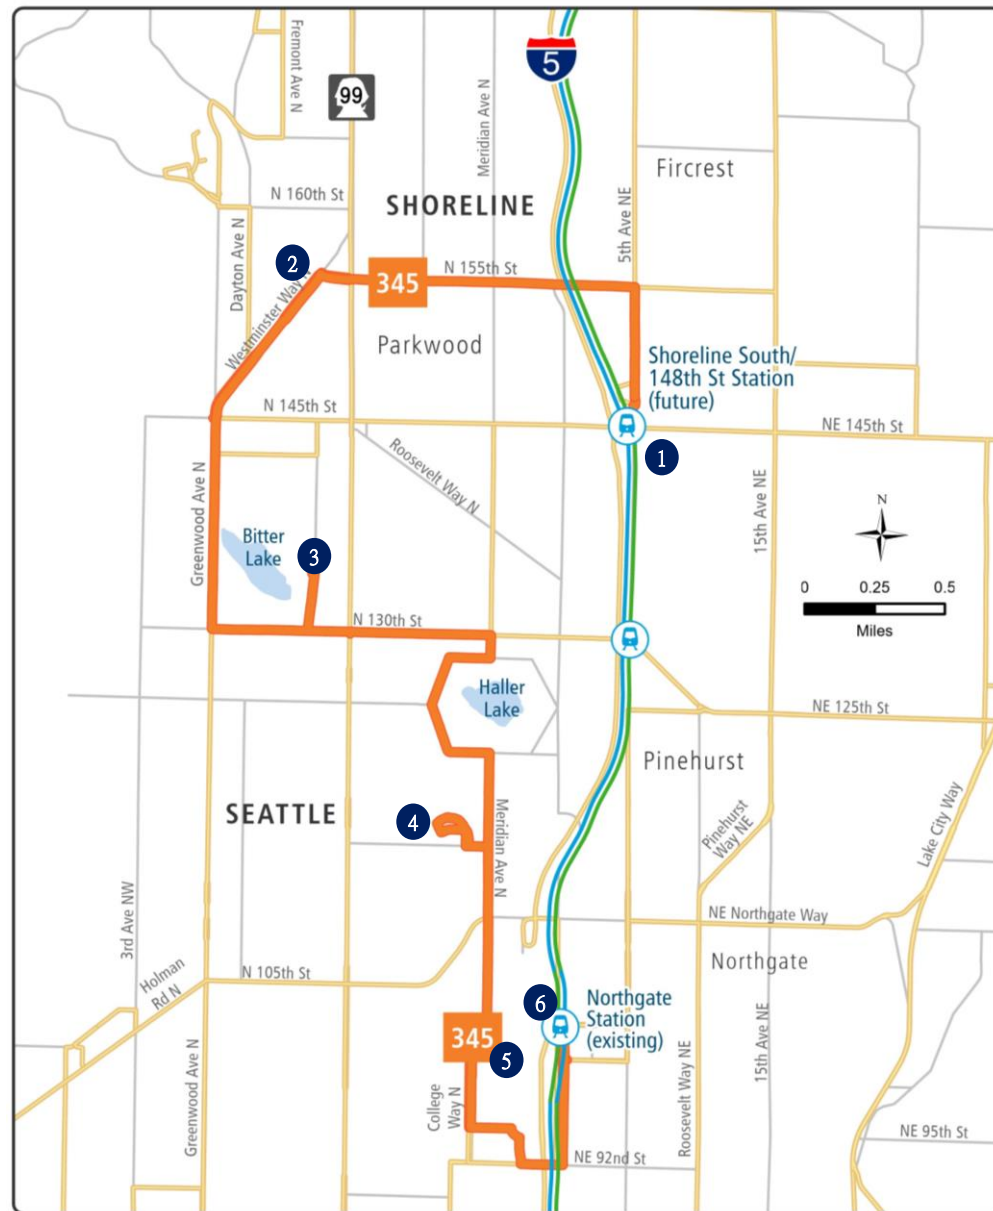 Fremont Ave N
99
Meridian Ave N
5
Fircrest
N 160th St
SHORELINE
5th Ave NE
Dayton Ave N
2
345
N 155th St
Westminster Way N
Parkwood
Shoreline South/
148th St Station
(future)
N 145th St
NE 145th St
1
Roosevelt Way N
Greenwood Ave N
15th Ave NE
N
Bitter
Lake
3
0
0.25
0.5
Miles
N 130th St
Haller
Lake
NE 125th St
Pinehurst
SEATTLE
4
Meridian Ave N
Pinehurst
Way NE
Lake City Way
3rd Ave NW
NE Northgate Way
Northgate
Holman
Rd N
N 105th St
6
Northgate
Station
(existing)
345
5
15th Ave NE
Roosevelt Way NE
Greenwood Ave N
College
Way N
NE 92nd St
NE 95th St